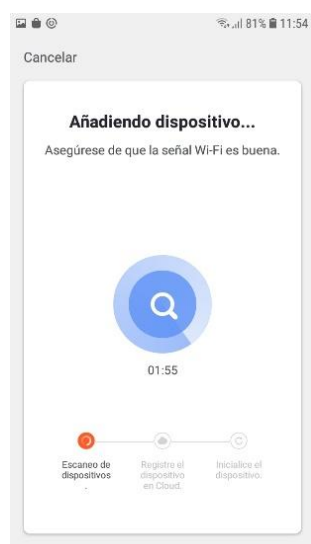 81% 11:54
Cancelar
Añadiendo dispositivo...
Asegúrese de que la señal Wi-Fi es buena.
01:55
Escaneo de
dispositivos
.
Registre el
dispositivo
en Cloud.
Inicialice el
dispositivo.